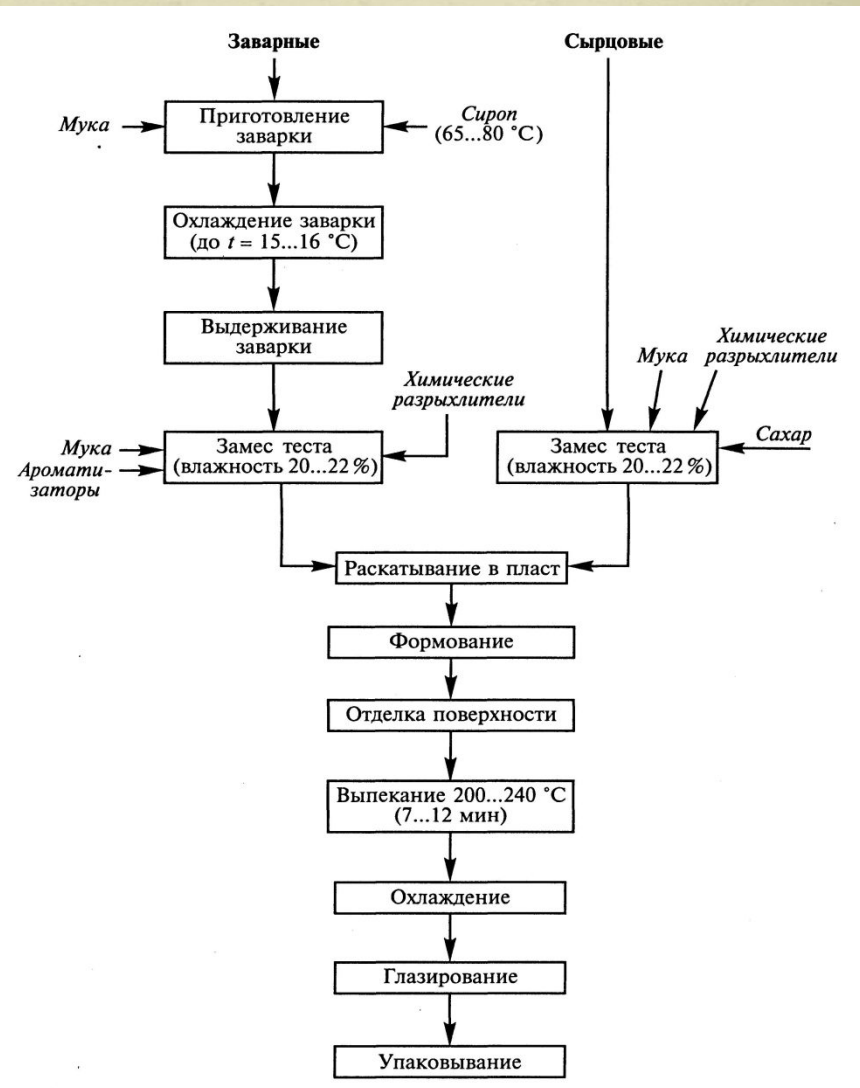 Заварные
Сырцовые
Мука
Приготовление
заварки
Сироп
(65...80 °C)
Охлаждение заварки
(до t = 15...16 °C)
Выдерживание
заварки
Химические
разрыхлители
Мука
Химические
разрыхлители
Мука
Аромати-
заторы
Замес теста
(влажность 20...22 %)
Замес теста
(влажность 20...22 %)
Сахар
Раскатывание в пласт
Формование
Отделка поверхности
Выпекание 200...240 °C
(7...12 мин)
Охлаждение
Глазирование
Упаковывание